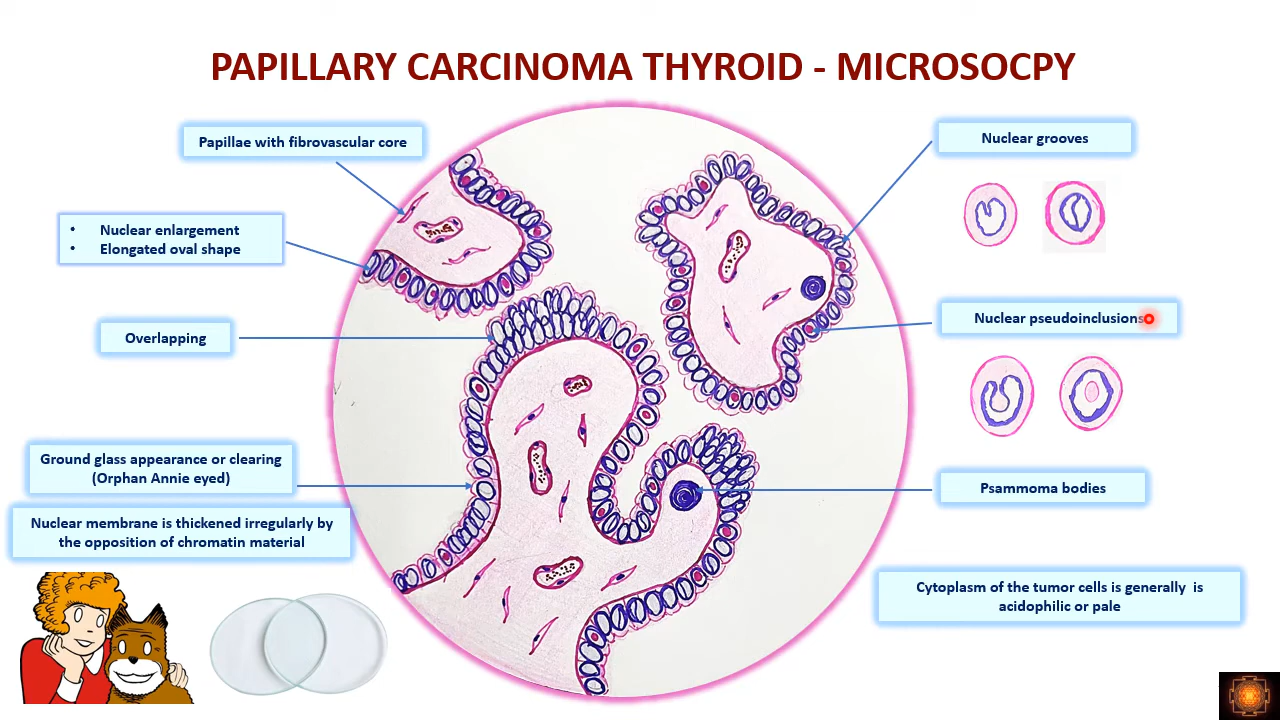 PAPILLARY CARCINOMA THYROID - MICROSOCPY
Papillae with fibrovascular core
• Nuclear enlargement
• Elongated oval shape
Overlapping
Ground glass appearance or clearing
(Orphan Annie eyed)
Nuclear membrane is thickened irregularly by
the opposition of chromatin material
Nuclear grooves
Nuclear pseudoinclusions
Psammoma bodies
Cytoplasm of the tumor cells is generally is
acidophilic or pale